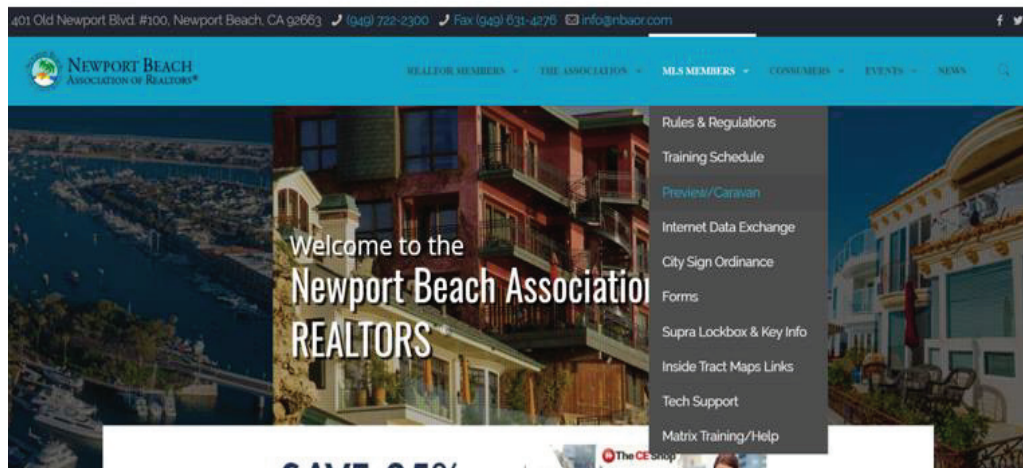 401 Old Newport Blvd. #100, Newport Beach, CA 92663 (949) 722-2300 Fax (949) 631-4276 info@nbaor.com
NEWPORT BEACH
ASSOCIATION OF REALTORS®
REALTOR MEMBERS THE ASSOCIATION MLS MEMBERS CONSUMERS EVENTS NEWS
Rules & Regulations
Training Schedule
Preview/Caravan
Internet Data Exchange
City Sign Ordinance
Forms
Supra Lockbox & Key Info
Inside Tract Maps Links
Tech Support
Matrix Training/Help
Welcome to the
Newport Beach Association
REALTORS®
The CE Shop